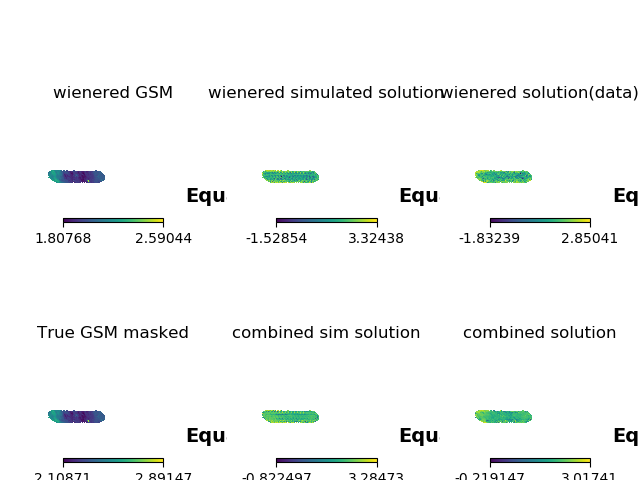 wienered GSM
wienered simulated solution
wienered solution(data)
Equ
Equ
Eq
1.80768 2.59044
-1.52854 3.32438
-1.83239 2.85041
True GSM masked
combined sim solution
combined solution
Equ
Equ
Eq
2.10871 2.89147
-0.822497 3.28473
-0.219147 3.01741